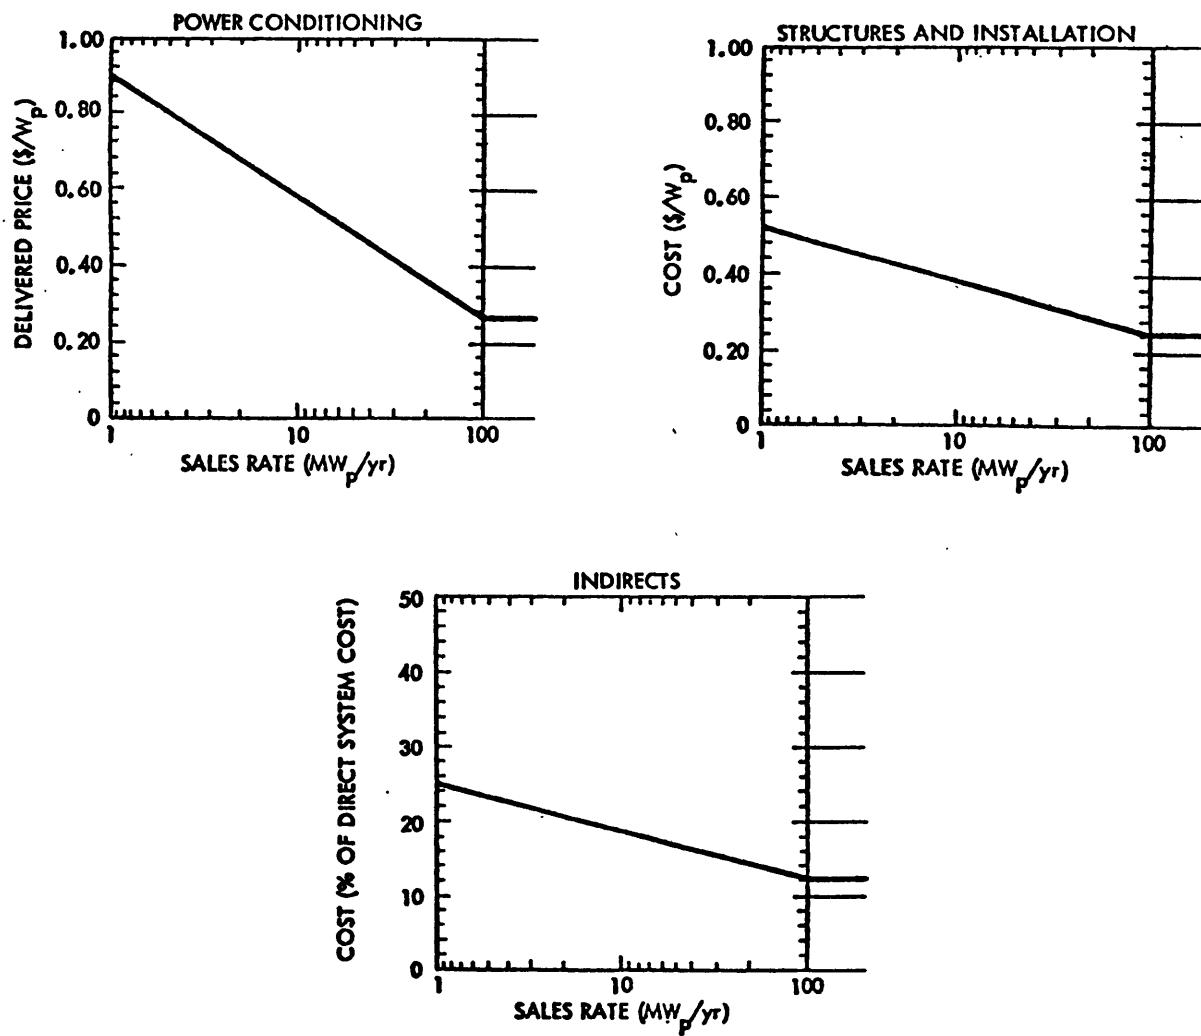 POWER CONDITIONING
1.00
0.80
0.60
0.40
0.20
0
DELIVERED PRICE ($/Wp)
1 10 100
SALES RATE (MWp/yr)
STRUCTURES AND INSTALLATION
1.00
0.80
0.60
0.40
0.20
0
COST ($/Wp)
1 10 100
SALES RATE (MWp/yr)
INDIRECTS
50
40
30
20
10
0
COST (% OF DIRECT SYSTEM COST)
1 10 100
SALES RATE (MWp/yr)